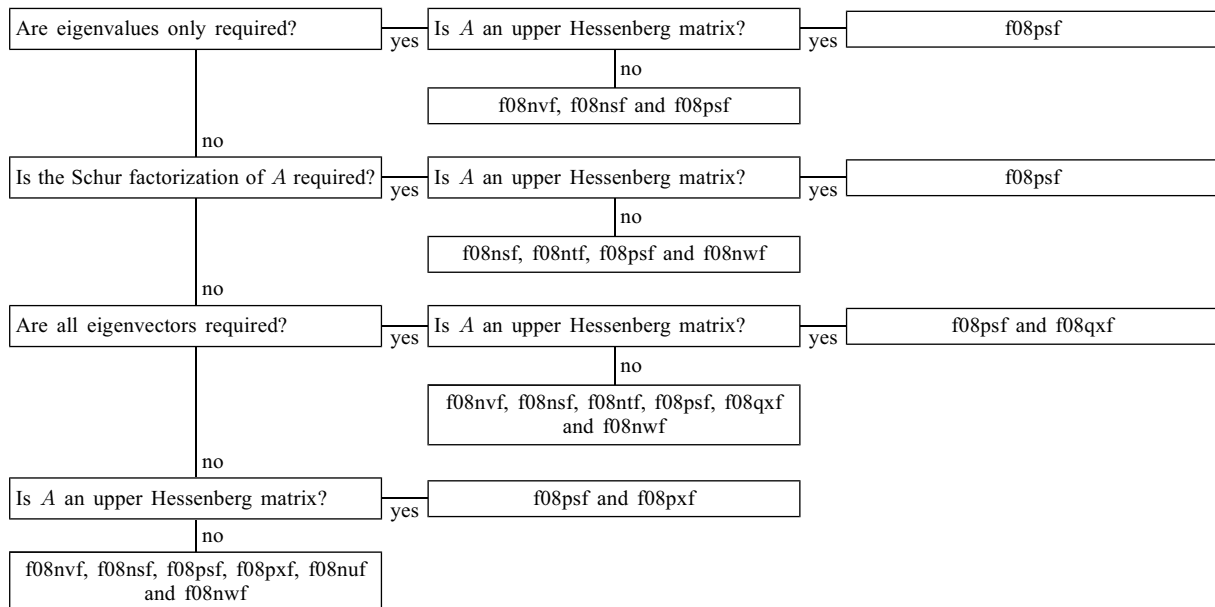 Are eigenvalues only required?
yes
Is A an upper Hessenberg matrix?
yes
f08psf
no
f08nvf, f08nsf and f08psf
no
Is the Schur factorization of A required?
yes
Is A an upper Hessenberg matrix?
yes
f08psf
no
f08nsf, f08ntf, f08psf and f08nwf
no
Are all eigenvectors required?
yes
Is A an upper Hessenberg matrix?
yes
f08psf and f08qxf
no
f08nvf, f08nsf, f08ntf, f08psf, f08qxf
and f08nwf
no
Is A an upper Hessenberg matrix?
yes
f08psf and f08pxf
no
f08nvf, f08nsf, f08psf, f08pxf, f08nuf
and f08nwf